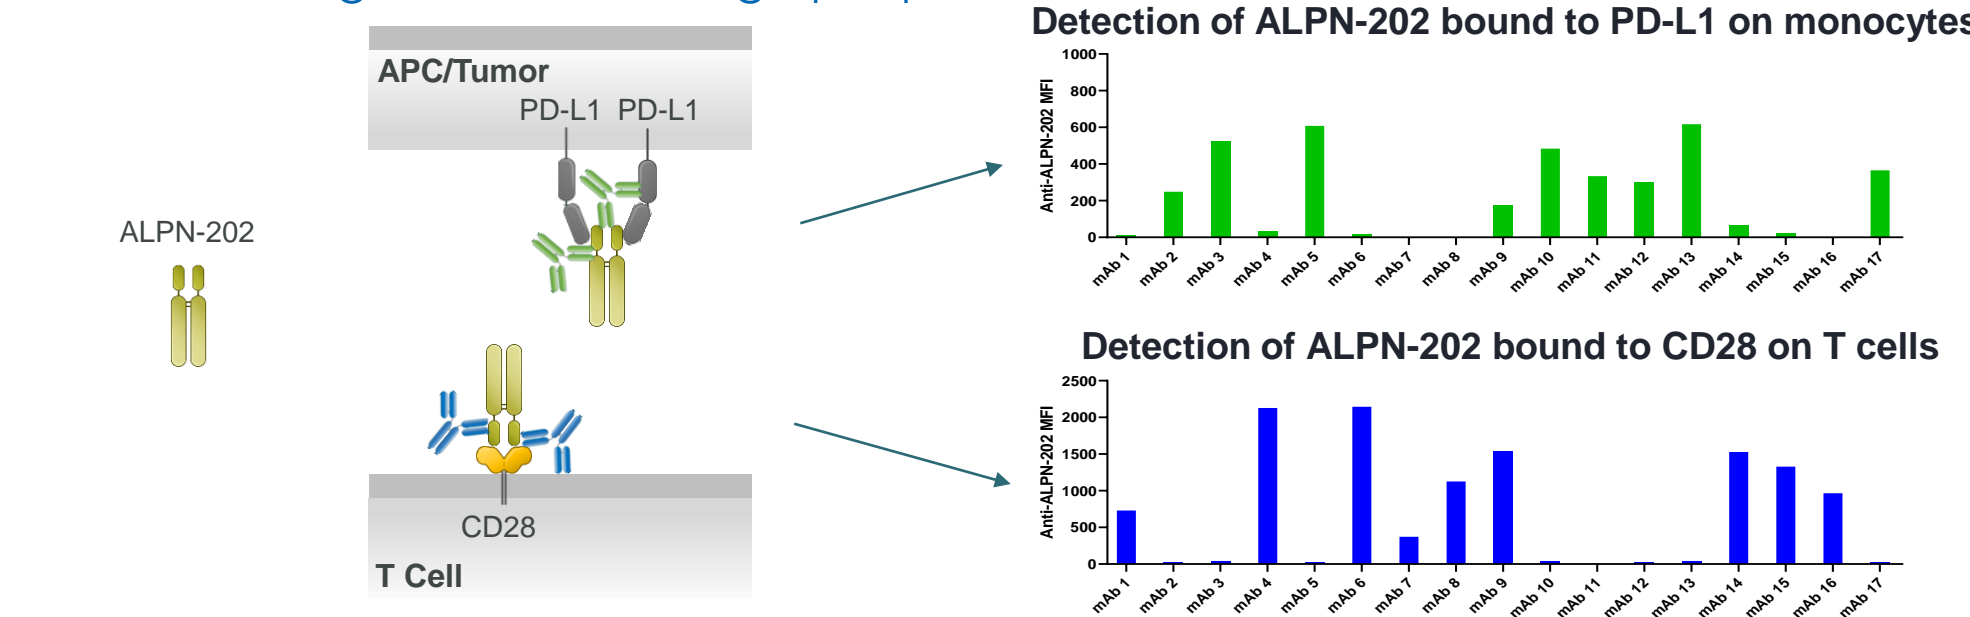 ALPN-202
APC/Tumor
PD-L1 PD-L1
CD28
T Cell
Detection of ALPN-202 bound to PD-L1 on monocytes
Anti-ALPN-202 MFI
1000
800
600
400
200
0
mAb 1
mAb 2
mAb 3
mAb 4
mAb 5
mAb 6
mAb 7
mAb 8
mAb 9
mAb 10
mAb 11
mAb 12
mAb 13
mAb 14
mAb 15
mAb 16
mAb 17
Detection of ALPN-202 bound to CD28 on T cells
Anti-ALPN-202 MFI
2500
2000
1500
1000
500
0
mAb 1
mAb 2
mAb 3
mAb 4
mAb 5
mAb 6
mAb 7
mAb 8
mAb 9
mAb 10
mAb 11
mAb 12
mAb 13
mAb 14
mAb 15
mAb 16
mAb 17